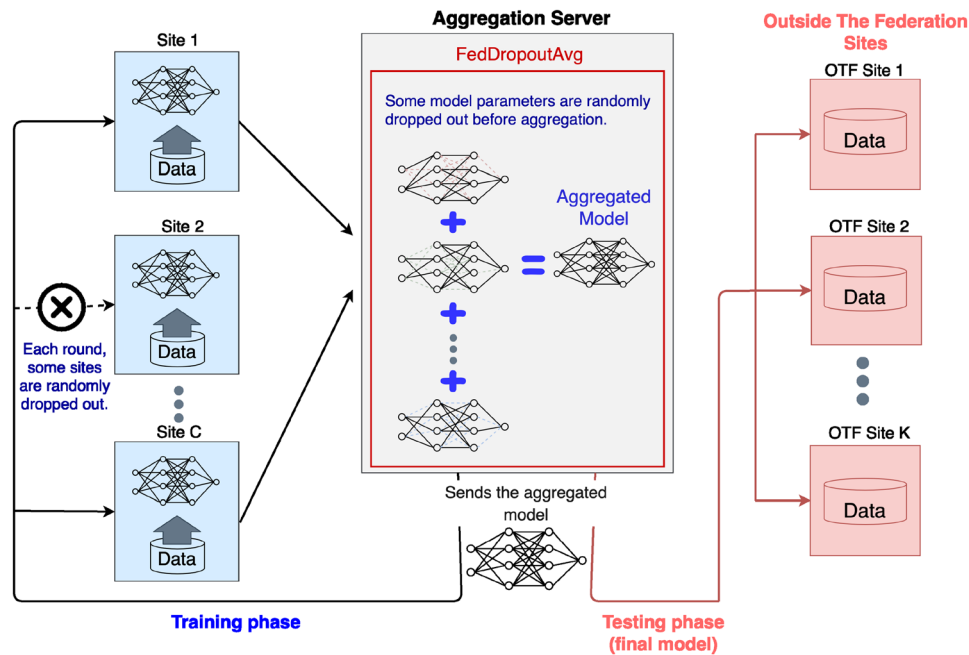 Aggregation Server
Outside The Federation
Sites
Site 1
Data
Site 2
Data
Each round,
some sites
are randomly
dropped out.
Site C
Data
FedDropoutAvg
Some model parameters are randomly
dropped out before aggregation.
Aggregated
Model
Sends the aggregated
model
Training phase
Testing phase
(final model)
OTF Site 1
Data
OTF Site 2
Data
OTF Site K
Data